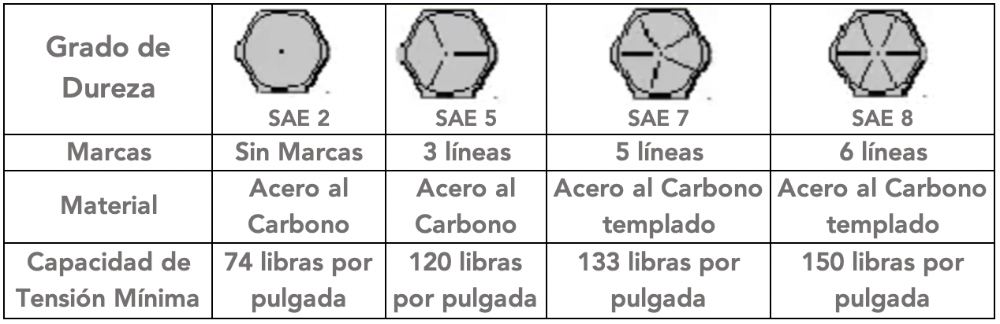 Grado de
Dureza
SAE 2
SAE 5
SAE 7
SAE 8
Marcas
Sin Marcas
3 líneas
5 líneas
6 líneas
Material
Acero al
Carbono
Acero al
Carbono
Acero al Carbono
templado
Acero al Carbono
templado
Capacidad de
Tensión Mínima
74 libras por
pulgada
120 libras
por pulgada
133 libras por
pulgada
150 libras por
pulgada